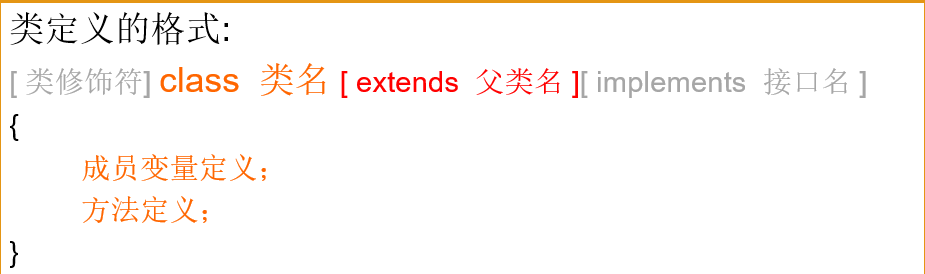 类定义的格式:
[ 类修饰符] class 类名 [ extends 父类名 ][ implements 接口名 ]
{
成员变量定义；
方法定义；
}